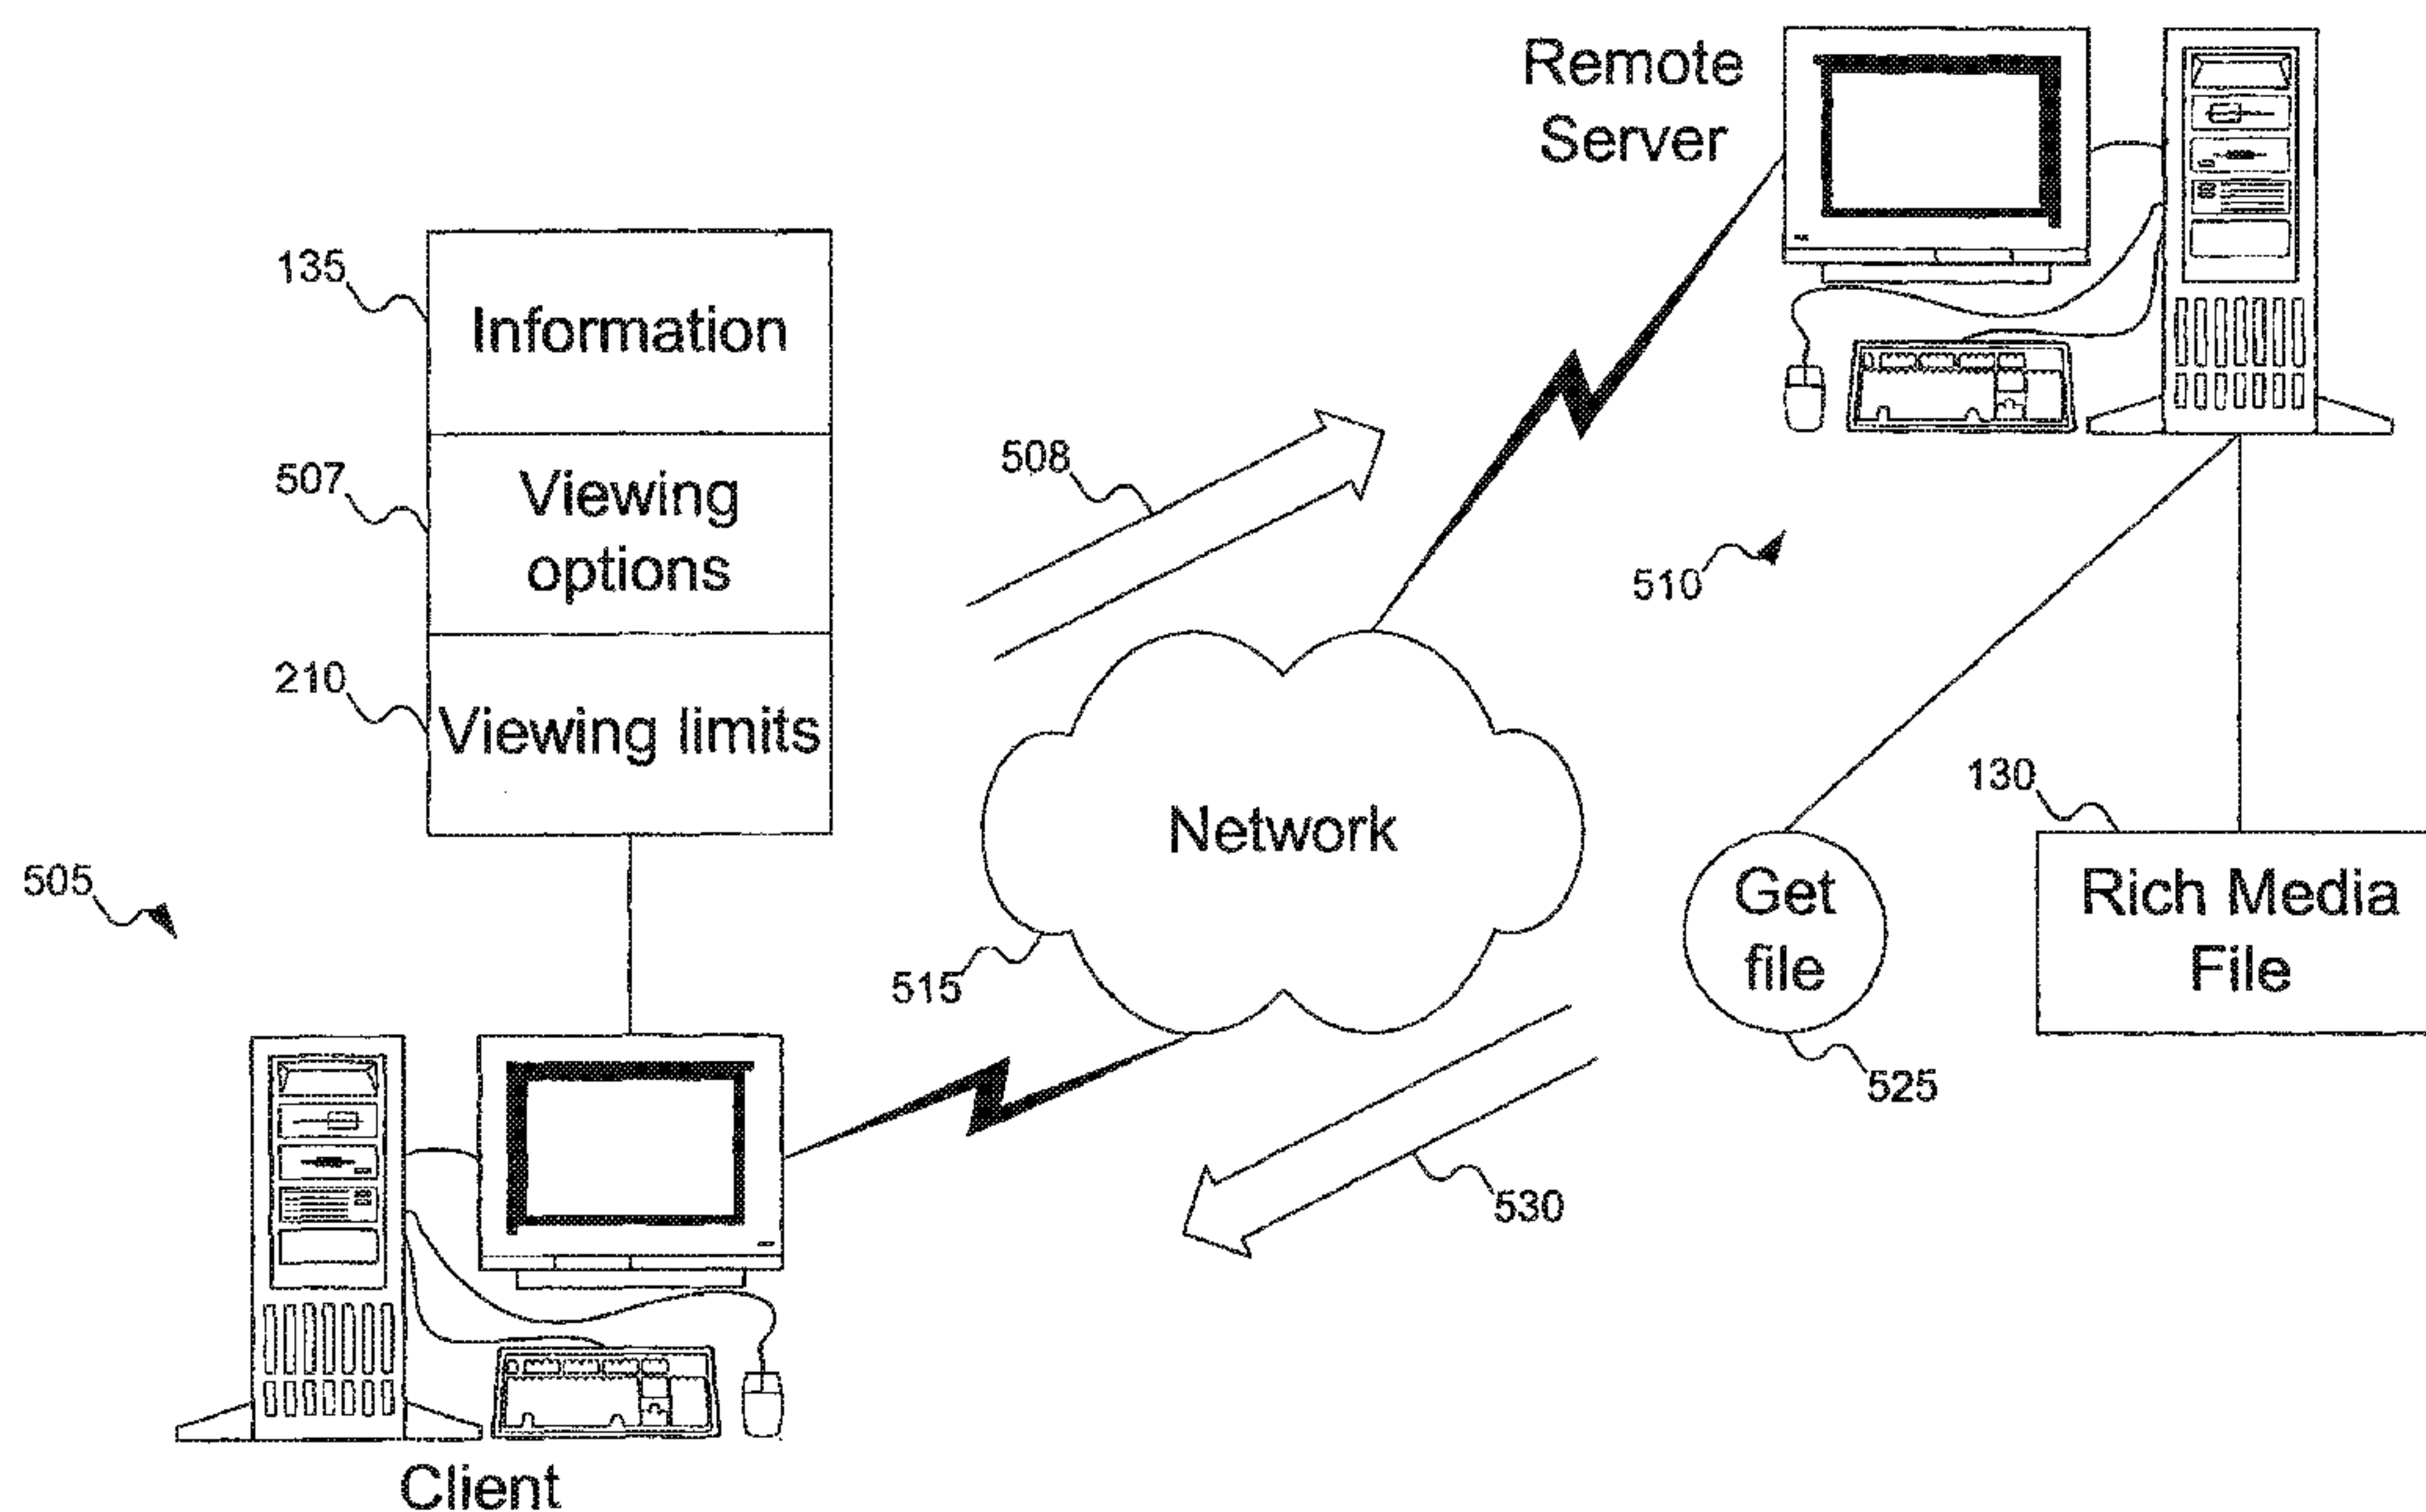 Remote
Server
135
Information
507
Viewing
options
508
510
210
Viewing limits
130
Network
505
Get
file
Rich Media
File
515
525
530
Client